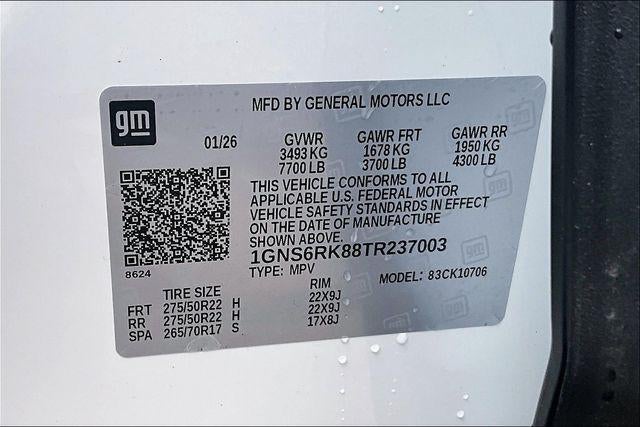 gm
MFD BY GENERAL MOTORS LLC
01/26 GVWR GAWR FRT GAWR RR
3493 KG 1678 KG 1950 KG
7700 LB 3700 LB 4300 LB
THIS VEHICLE CONFORMS TO ALL
APPLICABLE U.S. FEDERAL MOTOR
VEHICLE SAFETY STANDARDS IN EFFECT
ON THE DATE OF MANUFACTURE
SHOWN ABOVE.
1GNS6RK88TR237003
8624
TYPE: MPV MODEL: 83CK10706
TIRE SIZE RIM
FRT 275/50R22 H 22X9J
RR 275/50R22 H 22X9J
SPA 265/70R17 S 17X8J